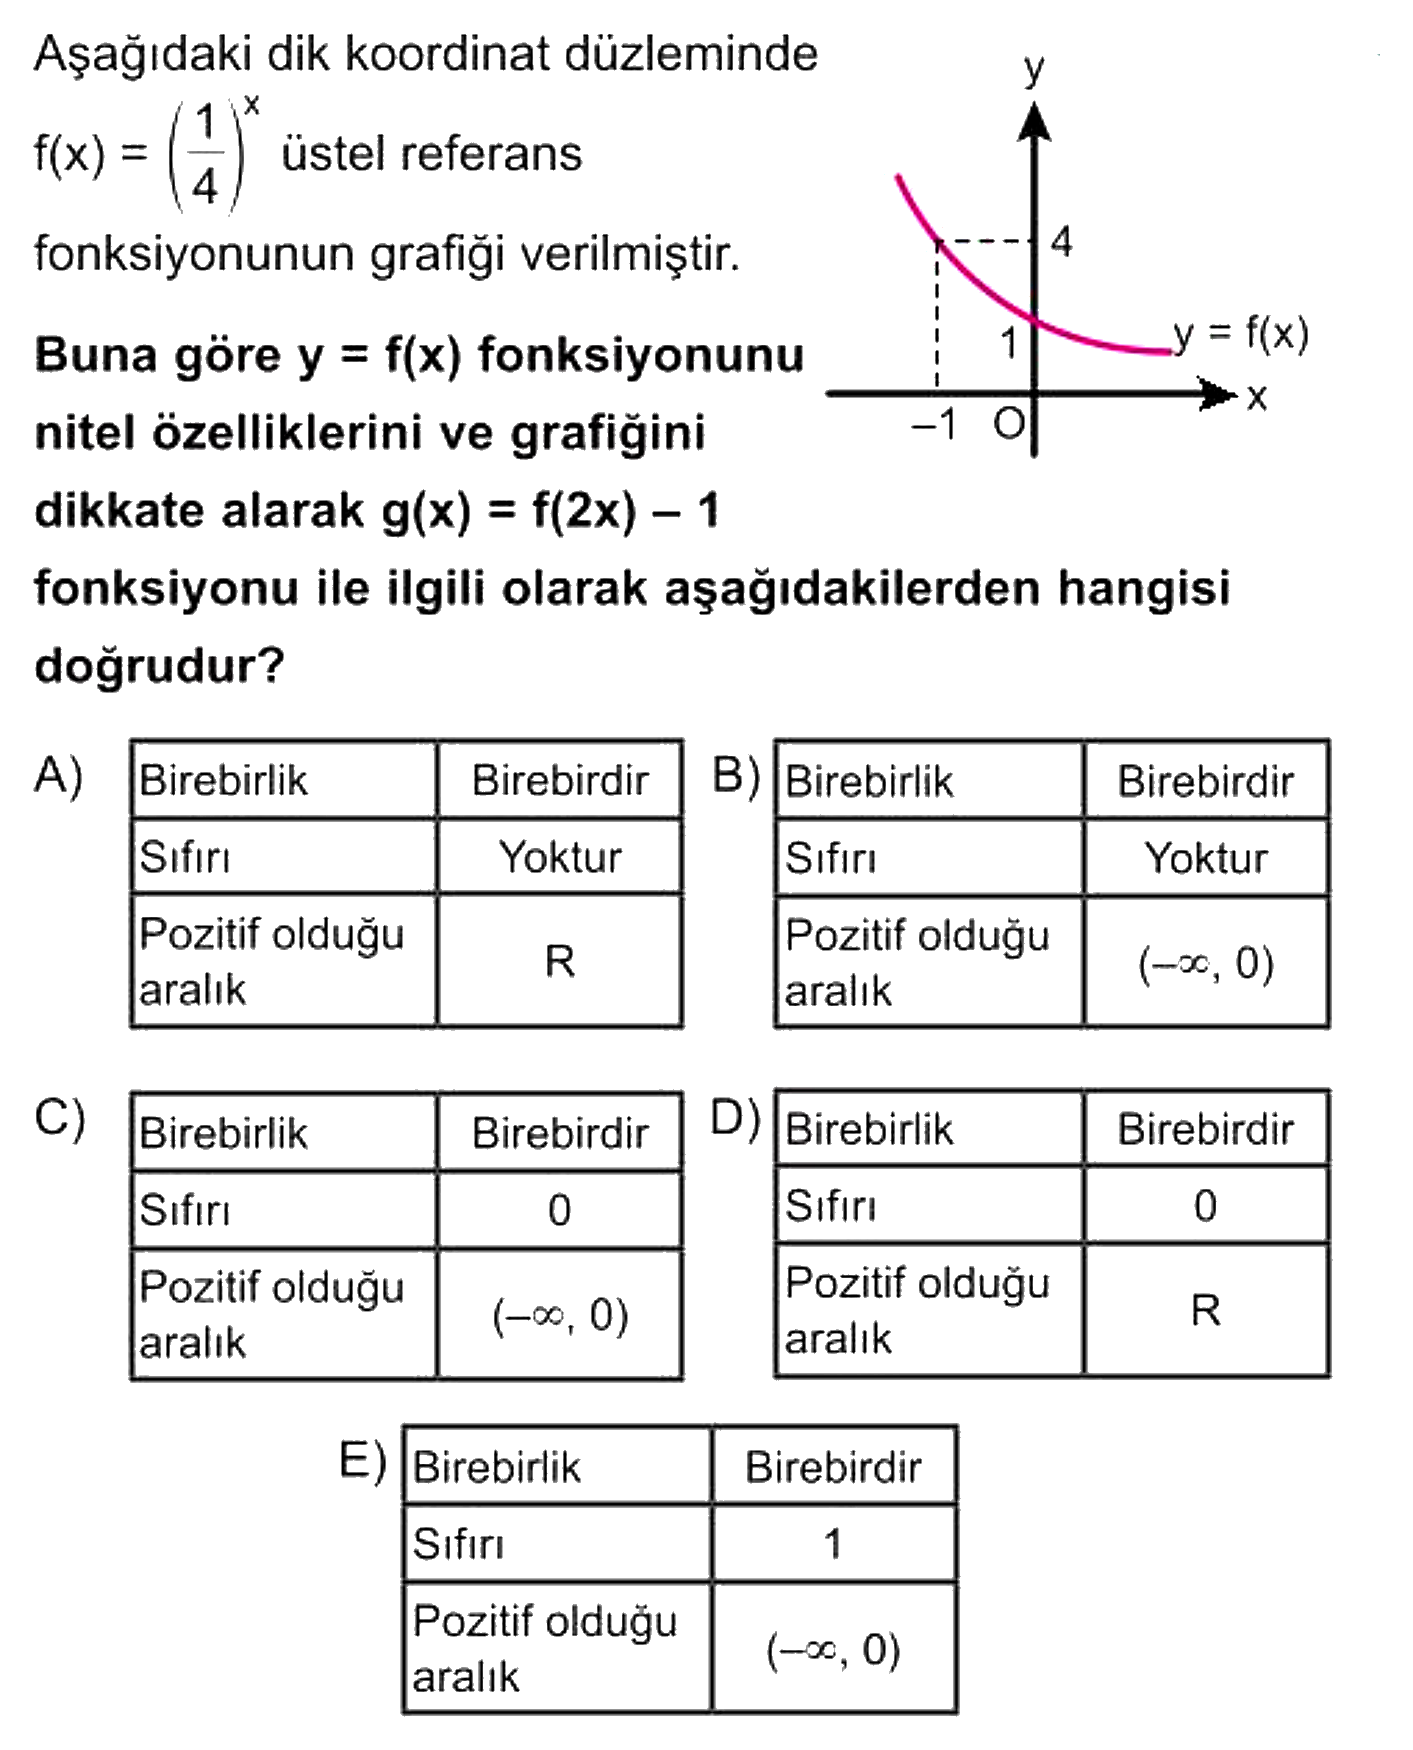 Aşağıdaki dik koordinat düzleminde
f(x) = (1/4)^x üstel referans
fonksiyonunun grafiği verilmiştir.
y
4
1
y = f(x)
x
–1 O
Buna göre y = f(x) fonksiyonunu
nitel özelliklerini ve grafiğini
dikkate alarak g(x) = f(2x) – 1
fonksiyonu ile ilgili olarak aşağıdakilerden hangisi
doğrudur?
A)
Birebirlik Birebirdir
Sıfırı Yoktur
Pozitif olduğu
aralık R
B)
Birebirlik Birebirdir
Sıfırı Yoktur
Pozitif olduğu
aralık (–∞, 0)
C)
Birebirlik Birebirdir
Sıfırı 0
Pozitif olduğu
aralık (–∞, 0)
D)
Birebirlik Birebirdir
Sıfırı 0
Pozitif olduğu
aralık R
E)
Birebirlik Birebirdir
Sıfırı 1
Pozitif olduğu
aralık (–∞, 0)